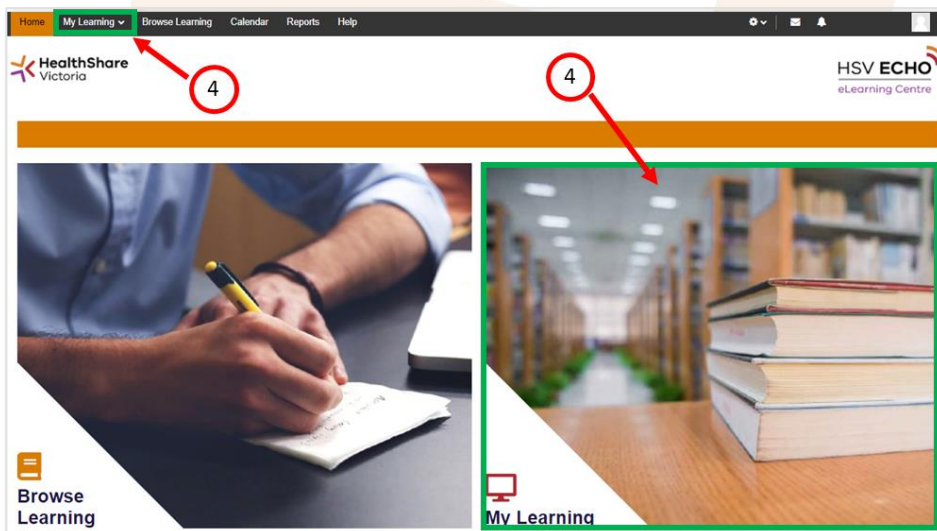 Home My Learning Browse Learning Calendar Reports Help
HealthShare
Victoria
4
4
HSV ECHO
eLearning Centre
Browse
Learning
My Learning